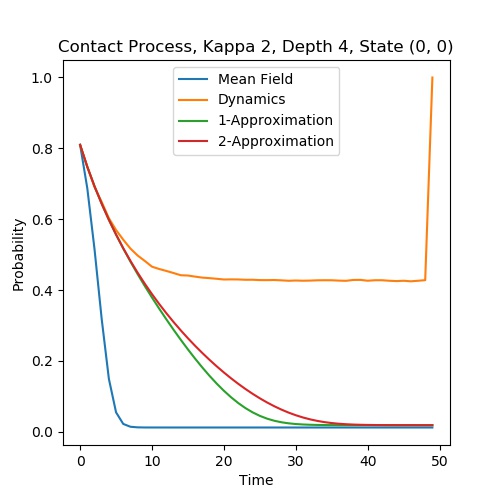 Contact Process, Kappa 2, Depth 4, State (0, 0)
Mean Field
Dynamics
1-Approximation
2-Approximation
1.0
0.8
0.6
0.4
0.2
0.0
Probability
0
10
20
30
40
50
Time